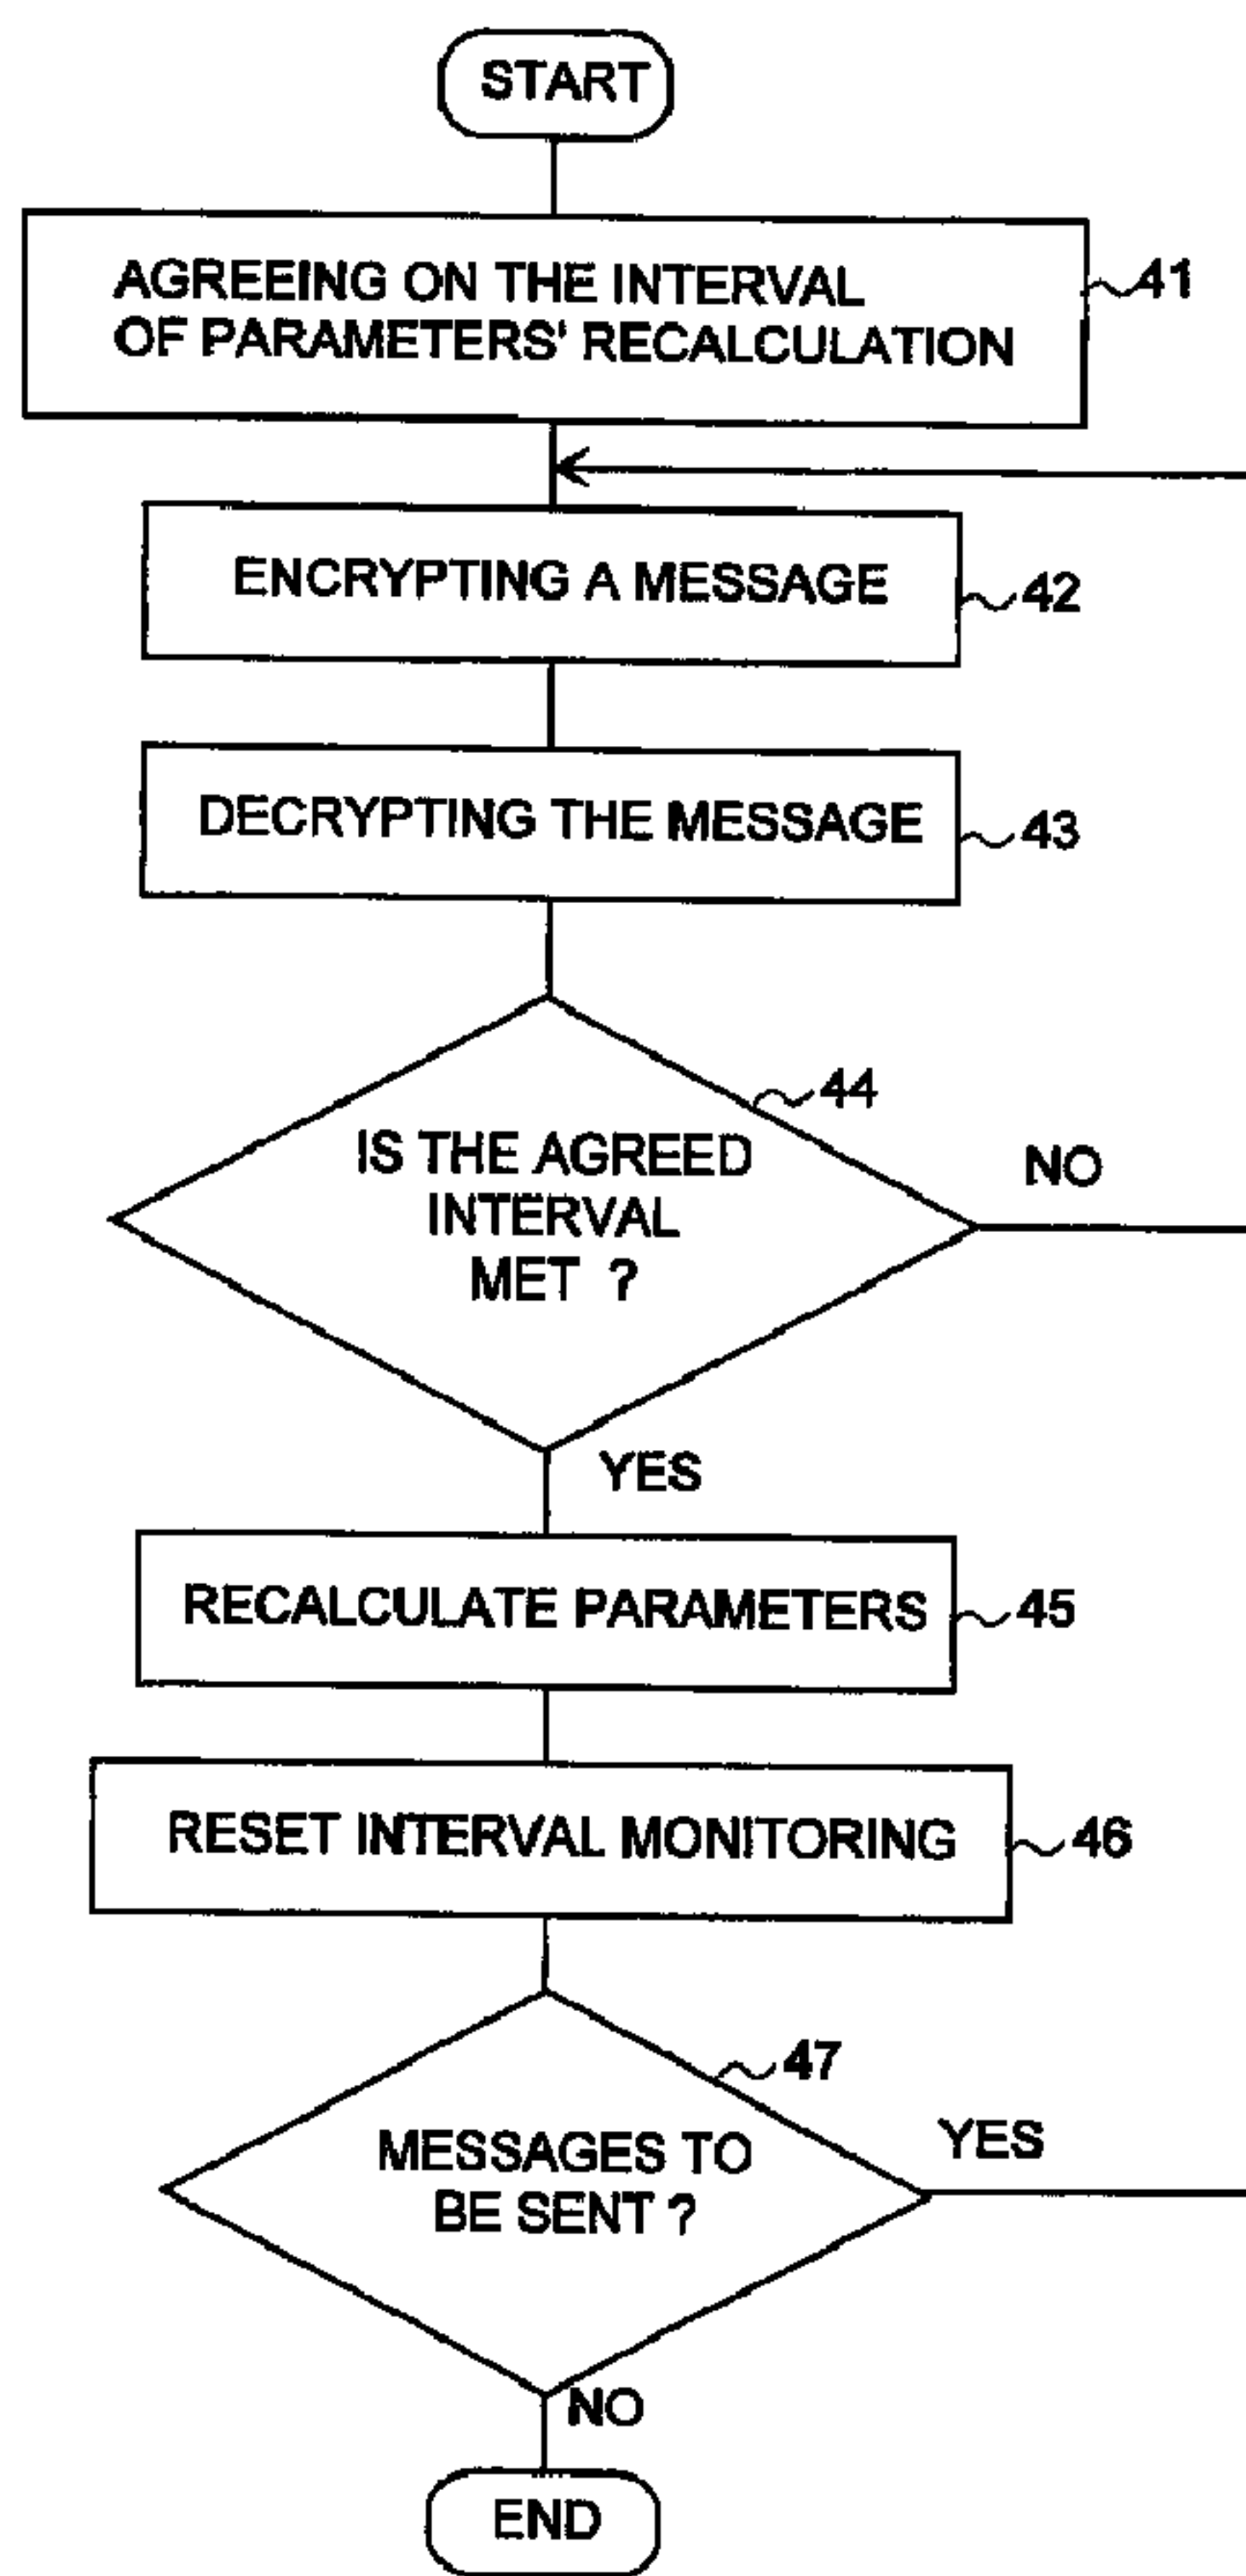 START
AGREEING ON THE INTERVAL
OF PARAMETERS' RECALCULATION
41
ENCRYPTING A MESSAGE
42
DECRYPTING THE MESSAGE
43
44
IS THE AGREED
INTERVAL
MET ?
NO
YES
RECALCULATE PARAMETERS
45
RESET INTERVAL MONITORING
46
47
MESSAGES TO
BE SENT ?
YES
NO
END